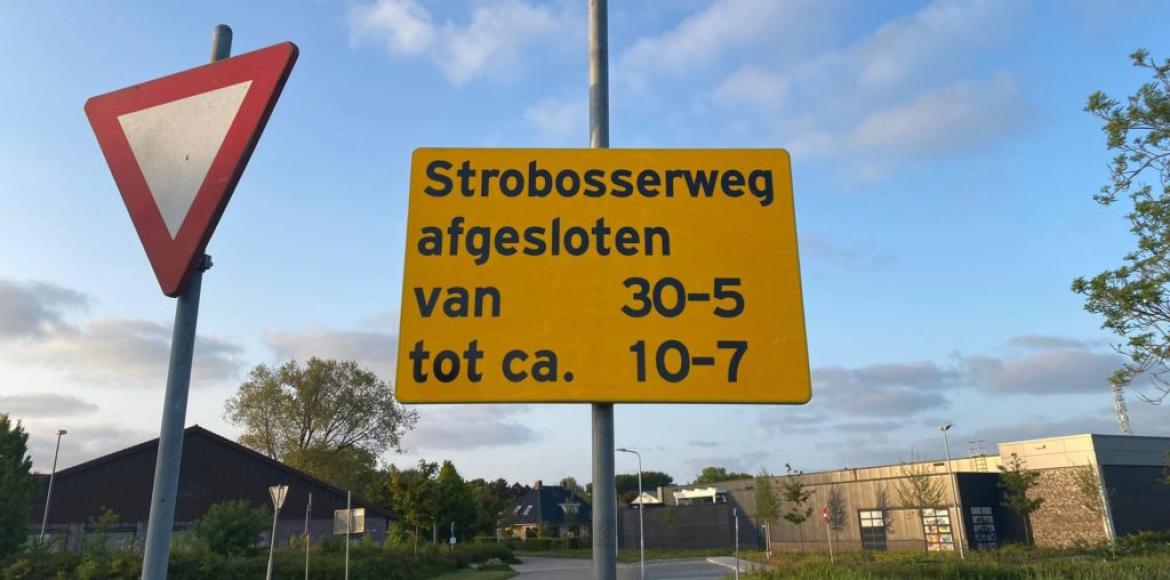 Strobosserweg
afgesloten
van 30-5
tot ca. 10-7